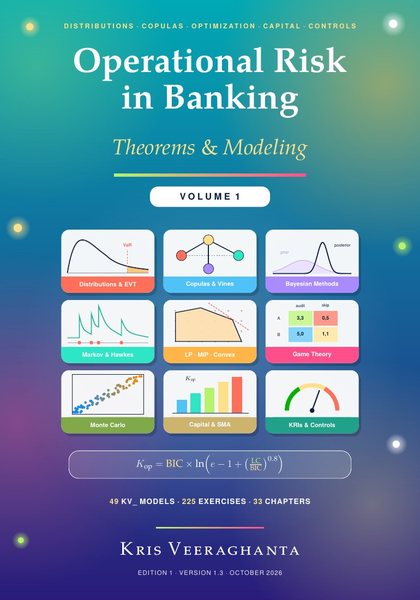 DISTRIBUTIONS · COPULAS · OPTIMIZATION · CAPITAL · CONTROLS
Operational Risk
in Banking
Theorems & Modeling
VOLUME 1
VaR
Distributions & EVT
Copulas & Vines
prior
posterior
Bayesian Methods
Markov & Hawkes
LP · MIP · Convex
audit skip
A 3,3 0,5
B 5,0 1,1
Game Theory
Monte Carlo
K_op
Capital & SMA
KRIs & Controls
K_op = BIC × ln(e − 1 + (LC/BIC)^0.8)
49 KV_ MODELS · 225 EXERCISES · 33 CHAPTERS
KRIS VEERAGHANTA
EDITION 1 · VERSION 1.3 · OCTOBER 2026